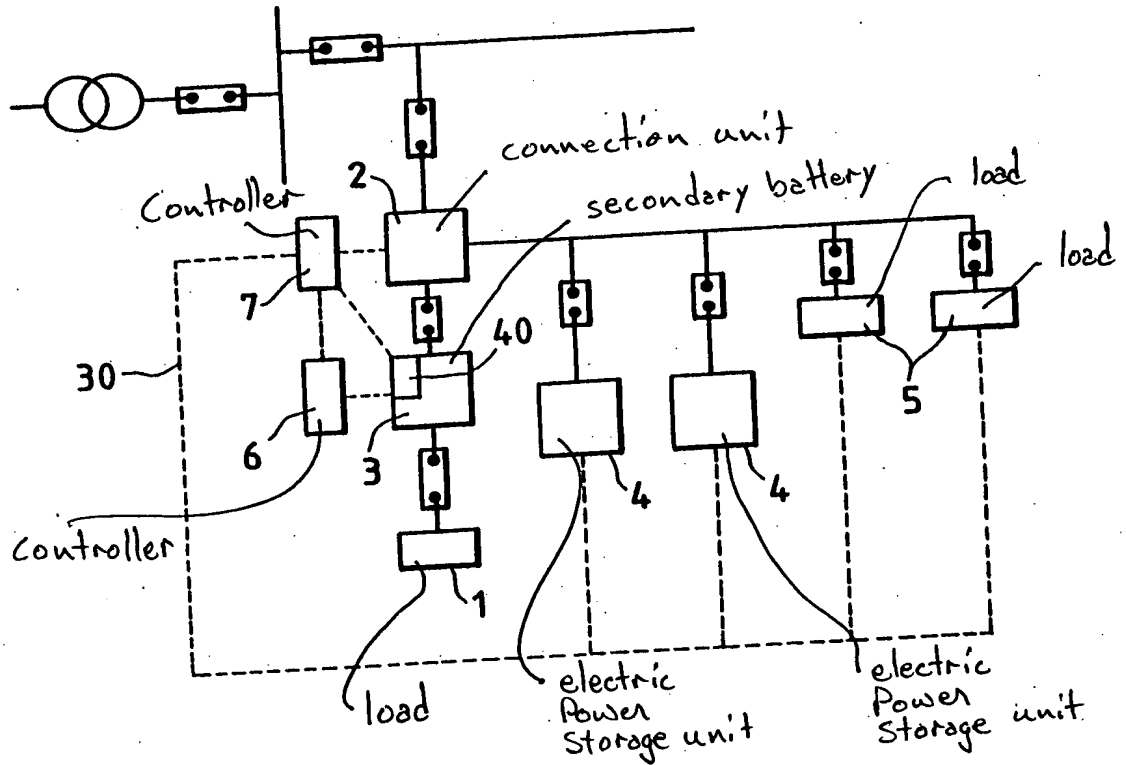 connection unit
2
secondary battery
load
Controller
load
7
40
30
5
6
3
4
4
Controller
1
load
electric
Power
Storage unit
electric
Power
Storage unit